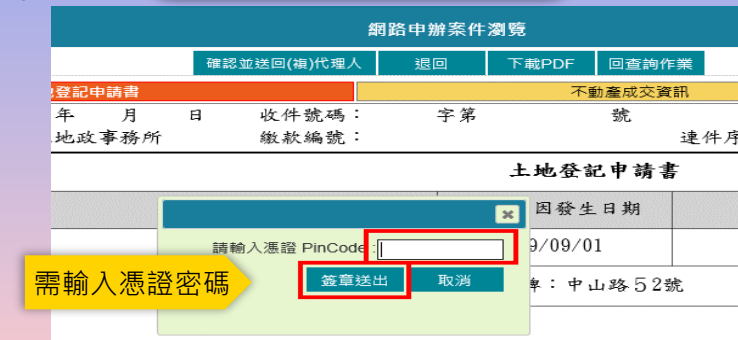 網路申辦案件瀏覽
確認並送回(複)代理人 退回 下載PDF 回查詢作業
登記申請書 不動產成交資訊
年 月 日 收件號碼： 字第 號
地政事務所 繳款編號： 連件序
土地登記申請書
因發生日期
請輸入憑證 PinCode :
9/09/01
需輸入憑證密碼
簽章送出 取消
：中山路５２號